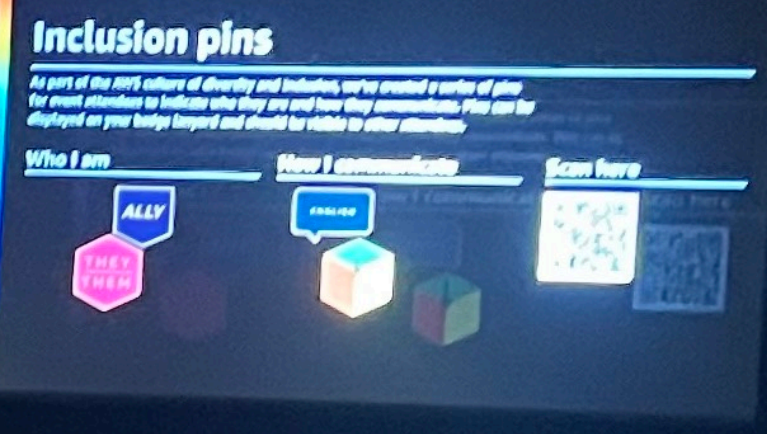 Inclusion pins
As part of the AWS culture of diversity and inclusion, we've created a series of pins
for event attendees to indicate who they are and how they communicate. Pins can be
displayed on your badge lanyard and should be visible to other attendees.
Who I am
How I communicate
Scan here
ALLY
ENGLISH
THEY
THEM